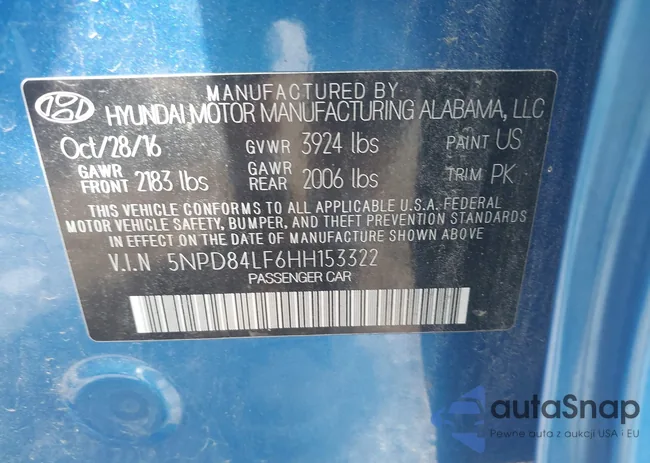 MANUFACTURED BY
HYUNDAI MOTOR MANUFACTURING ALABAMA, LLC
Oct/28/16 GVWR 3924 lbs PAINT US
GAWR FRONT 2183 lbs GAWR REAR 2006 lbs TRIM PK
THIS VEHICLE CONFORMS TO ALL APPLICABLE U.S.A. FEDERAL
MOTOR VEHICLE SAFETY, BUMPER, AND THEFT PREVENTION STANDARDS
IN EFFECT ON THE DATE OF MANUFACTURE SHOWN ABOVE
V.I.N 5NPD84LF6HH153322
PASSENGER CAR
autaSnap
Pewne auta z aukcji USA i EU